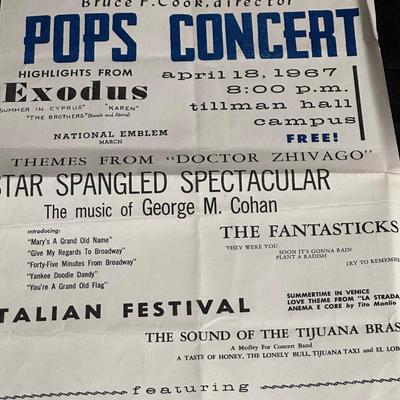 Bruce F. Cook, director
POPS CONCERT
HIGHLIGHTS FROM
Exodus
SUMMER IN CYPRUS" "KAREN"
"THE BROTHERS"
april 18, 1967
8:00 p.m.
tillman hall
campus
FREE!
NATIONAL EMBLEM
MARCH
THEMES FROM "DOCTOR ZHIVAGO"
STAR SPANGLED SPECTACULAR
The music of George M. Cohan
introducing:
"Mary's A Grand Old Name"
"Give My Regards To Broadway"
"Forty-Five Minutes From Broadway"
"Yankee Doodle Dandy"
"You're A Grand Old Flag"
THE FANTASTICKS
THEY WERE YOU
SOON IT'S GONNA RAIN
PLANT A RADISH
TRY TO REMEMBE
ITALIAN FESTIVAL
SUMMERTIME IN VENICE
LOVE THEME FROM "LA STRADA
ANEMA E CORE by Tito Manlio
THE SOUND OF THE TIJUANA BRAS
A Medley For Concert Band
A TASTE OF HONEY, THE LONELY BULL, TIJUANA TAXI and EL LOBO
featuring